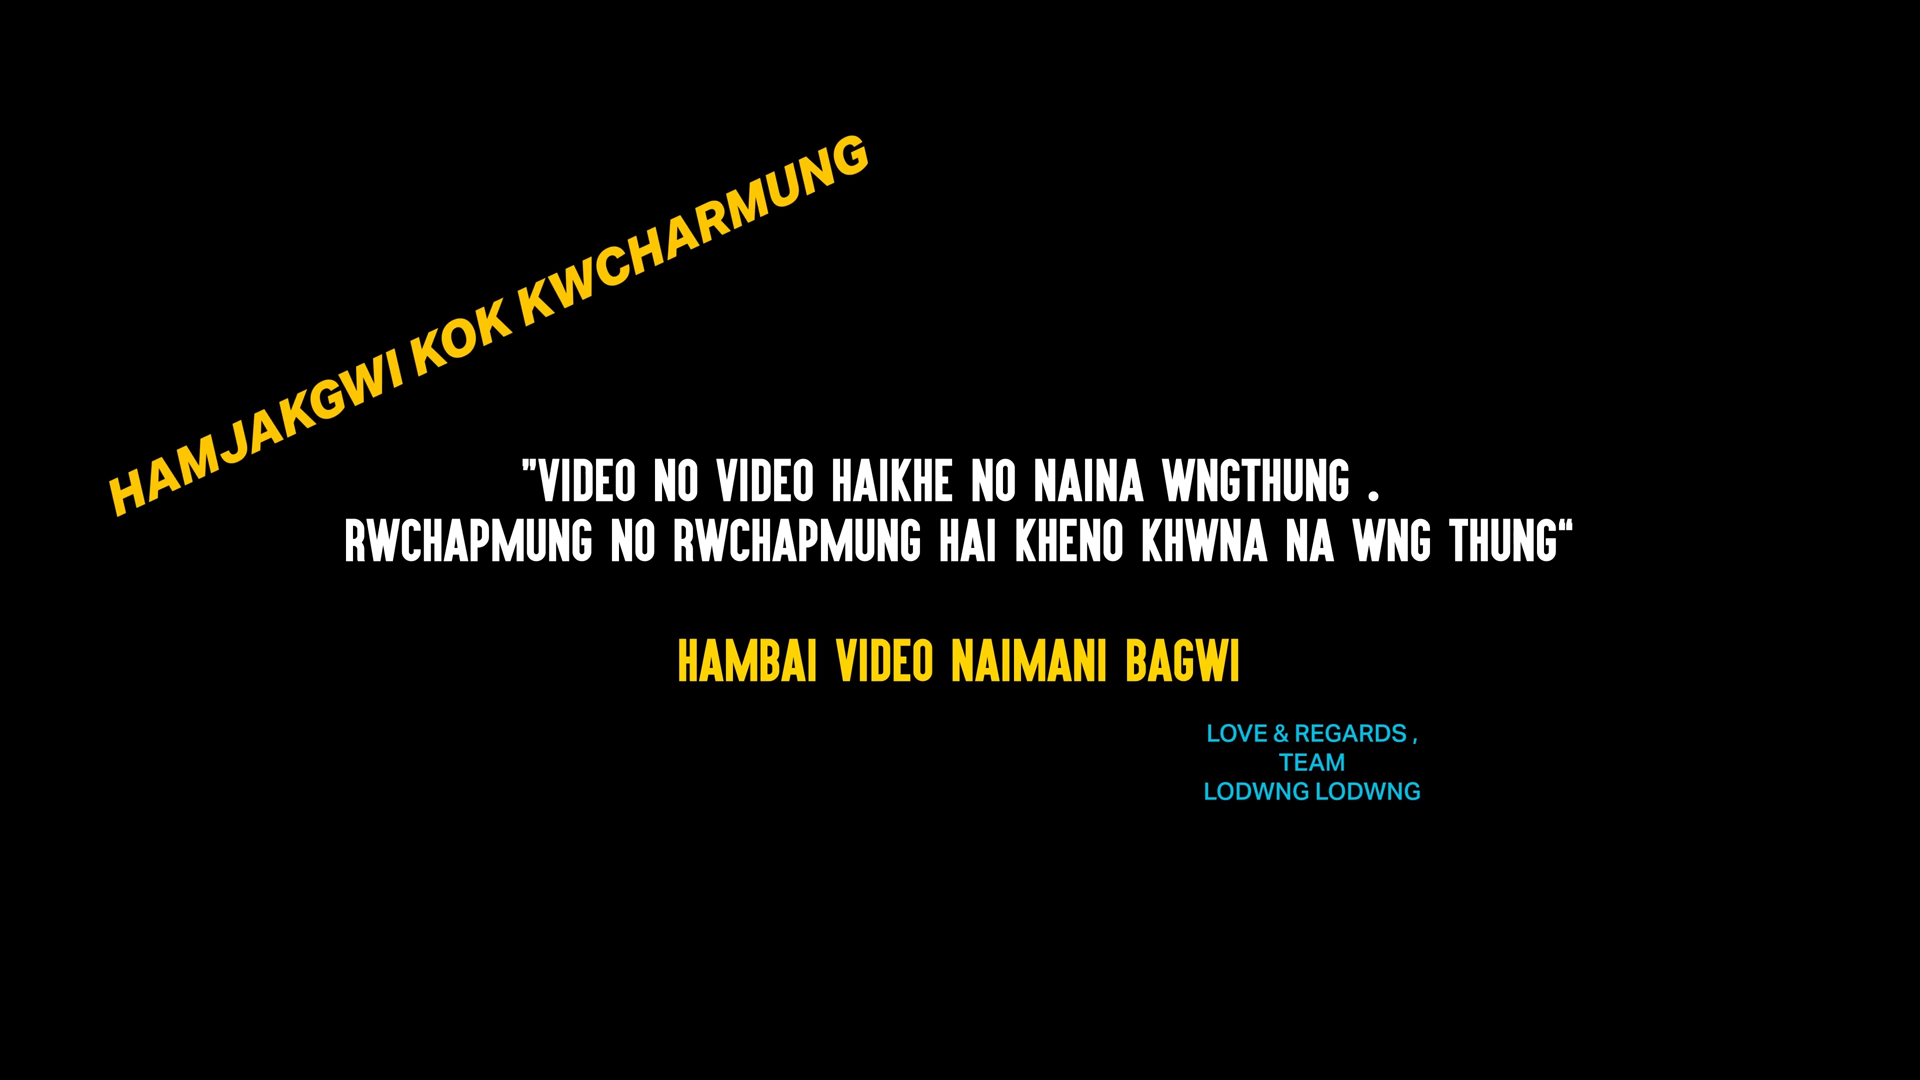 HAMJAKGWI KOK KWCHARMUNG
"VIDEO NO VIDEO HAIKHE NO NAINA WNGTHUNG .
RWCHAPMUNG NO RWCHAPMUNG HAI KHENO KHWNA NA WNG THUNG“
HAMBAI VIDEO NAIMANI BAGWI
LOVE & REGARDS ,
TEAM
LODWNG LODWNG